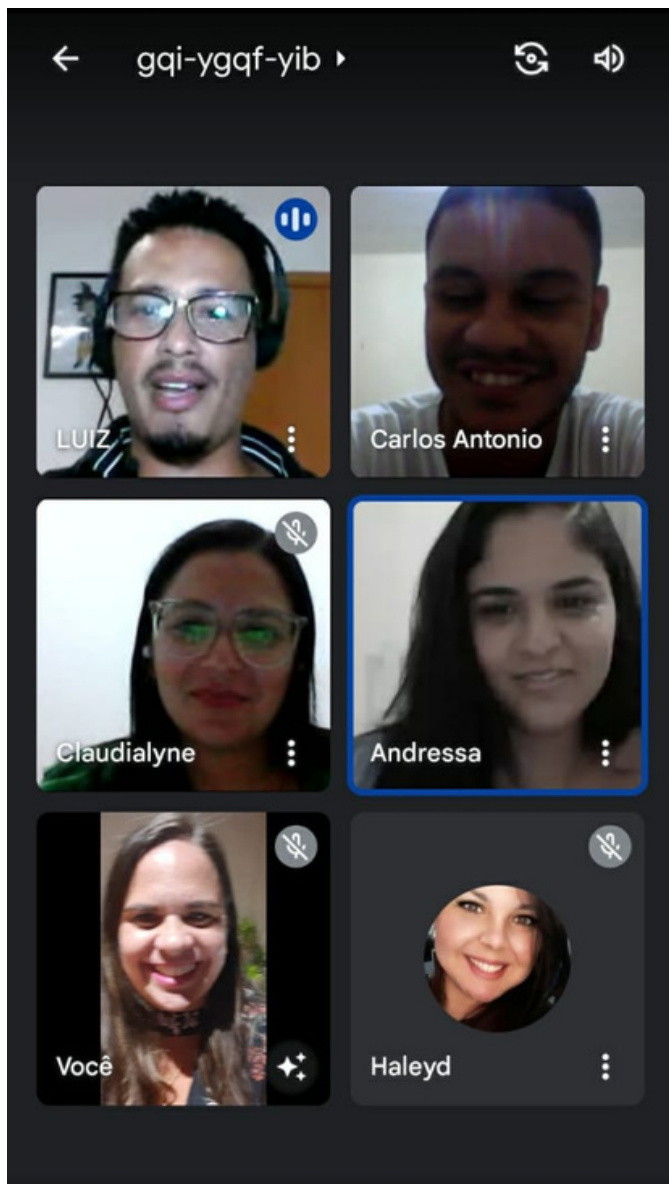 gqi-ygqf-yib
LUIZ
Carlos Antonio
Claudialyne
Andressa
Você
Haleyd